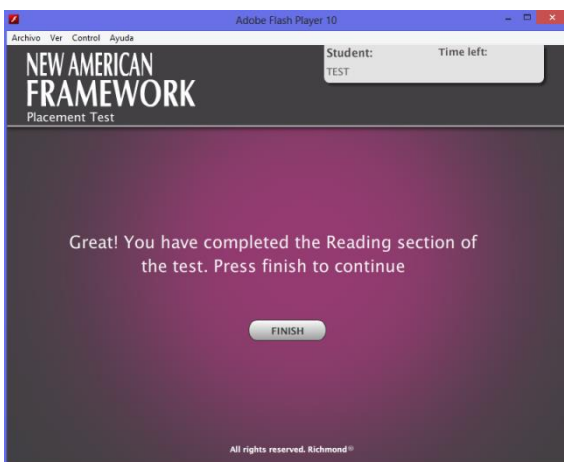 Adobe Flash Player 10
Archivo Ver Control Ayuda
NEW AMERICAN
FRAMEWORK
Placement Test
Student: Time left:
TEST
Great! You have completed the Reading section of
the test. Press finish to continue
FINISH
All rights reserved. Richmond®